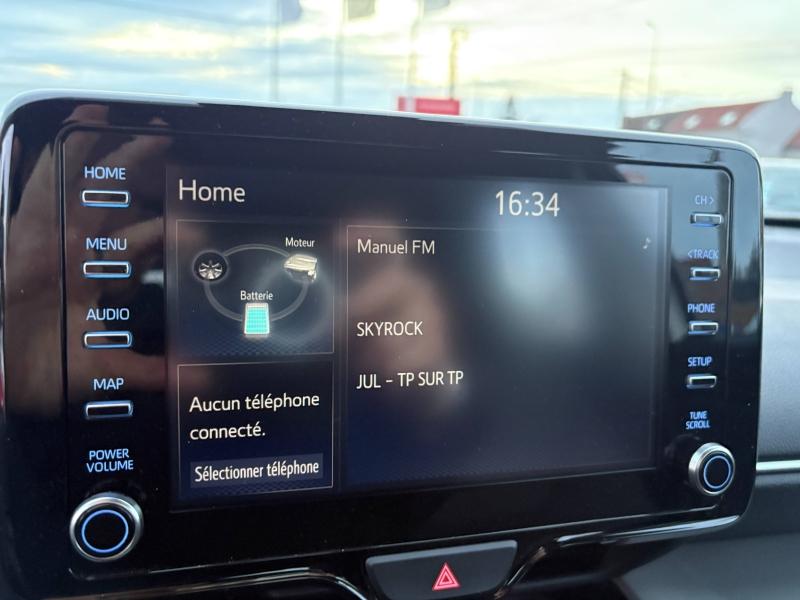 HOME
MENU
AUDIO
MAP
POWER
VOLUME
Home
16:34
Moteur
Batterie
Aucun téléphone
connecté.
Sélectionner téléphone
Manuel FM
SKYROCK
JUL - TP SUR TP
CH >
< TRACK
PHONE
SETUP
TUNE
SCROLL